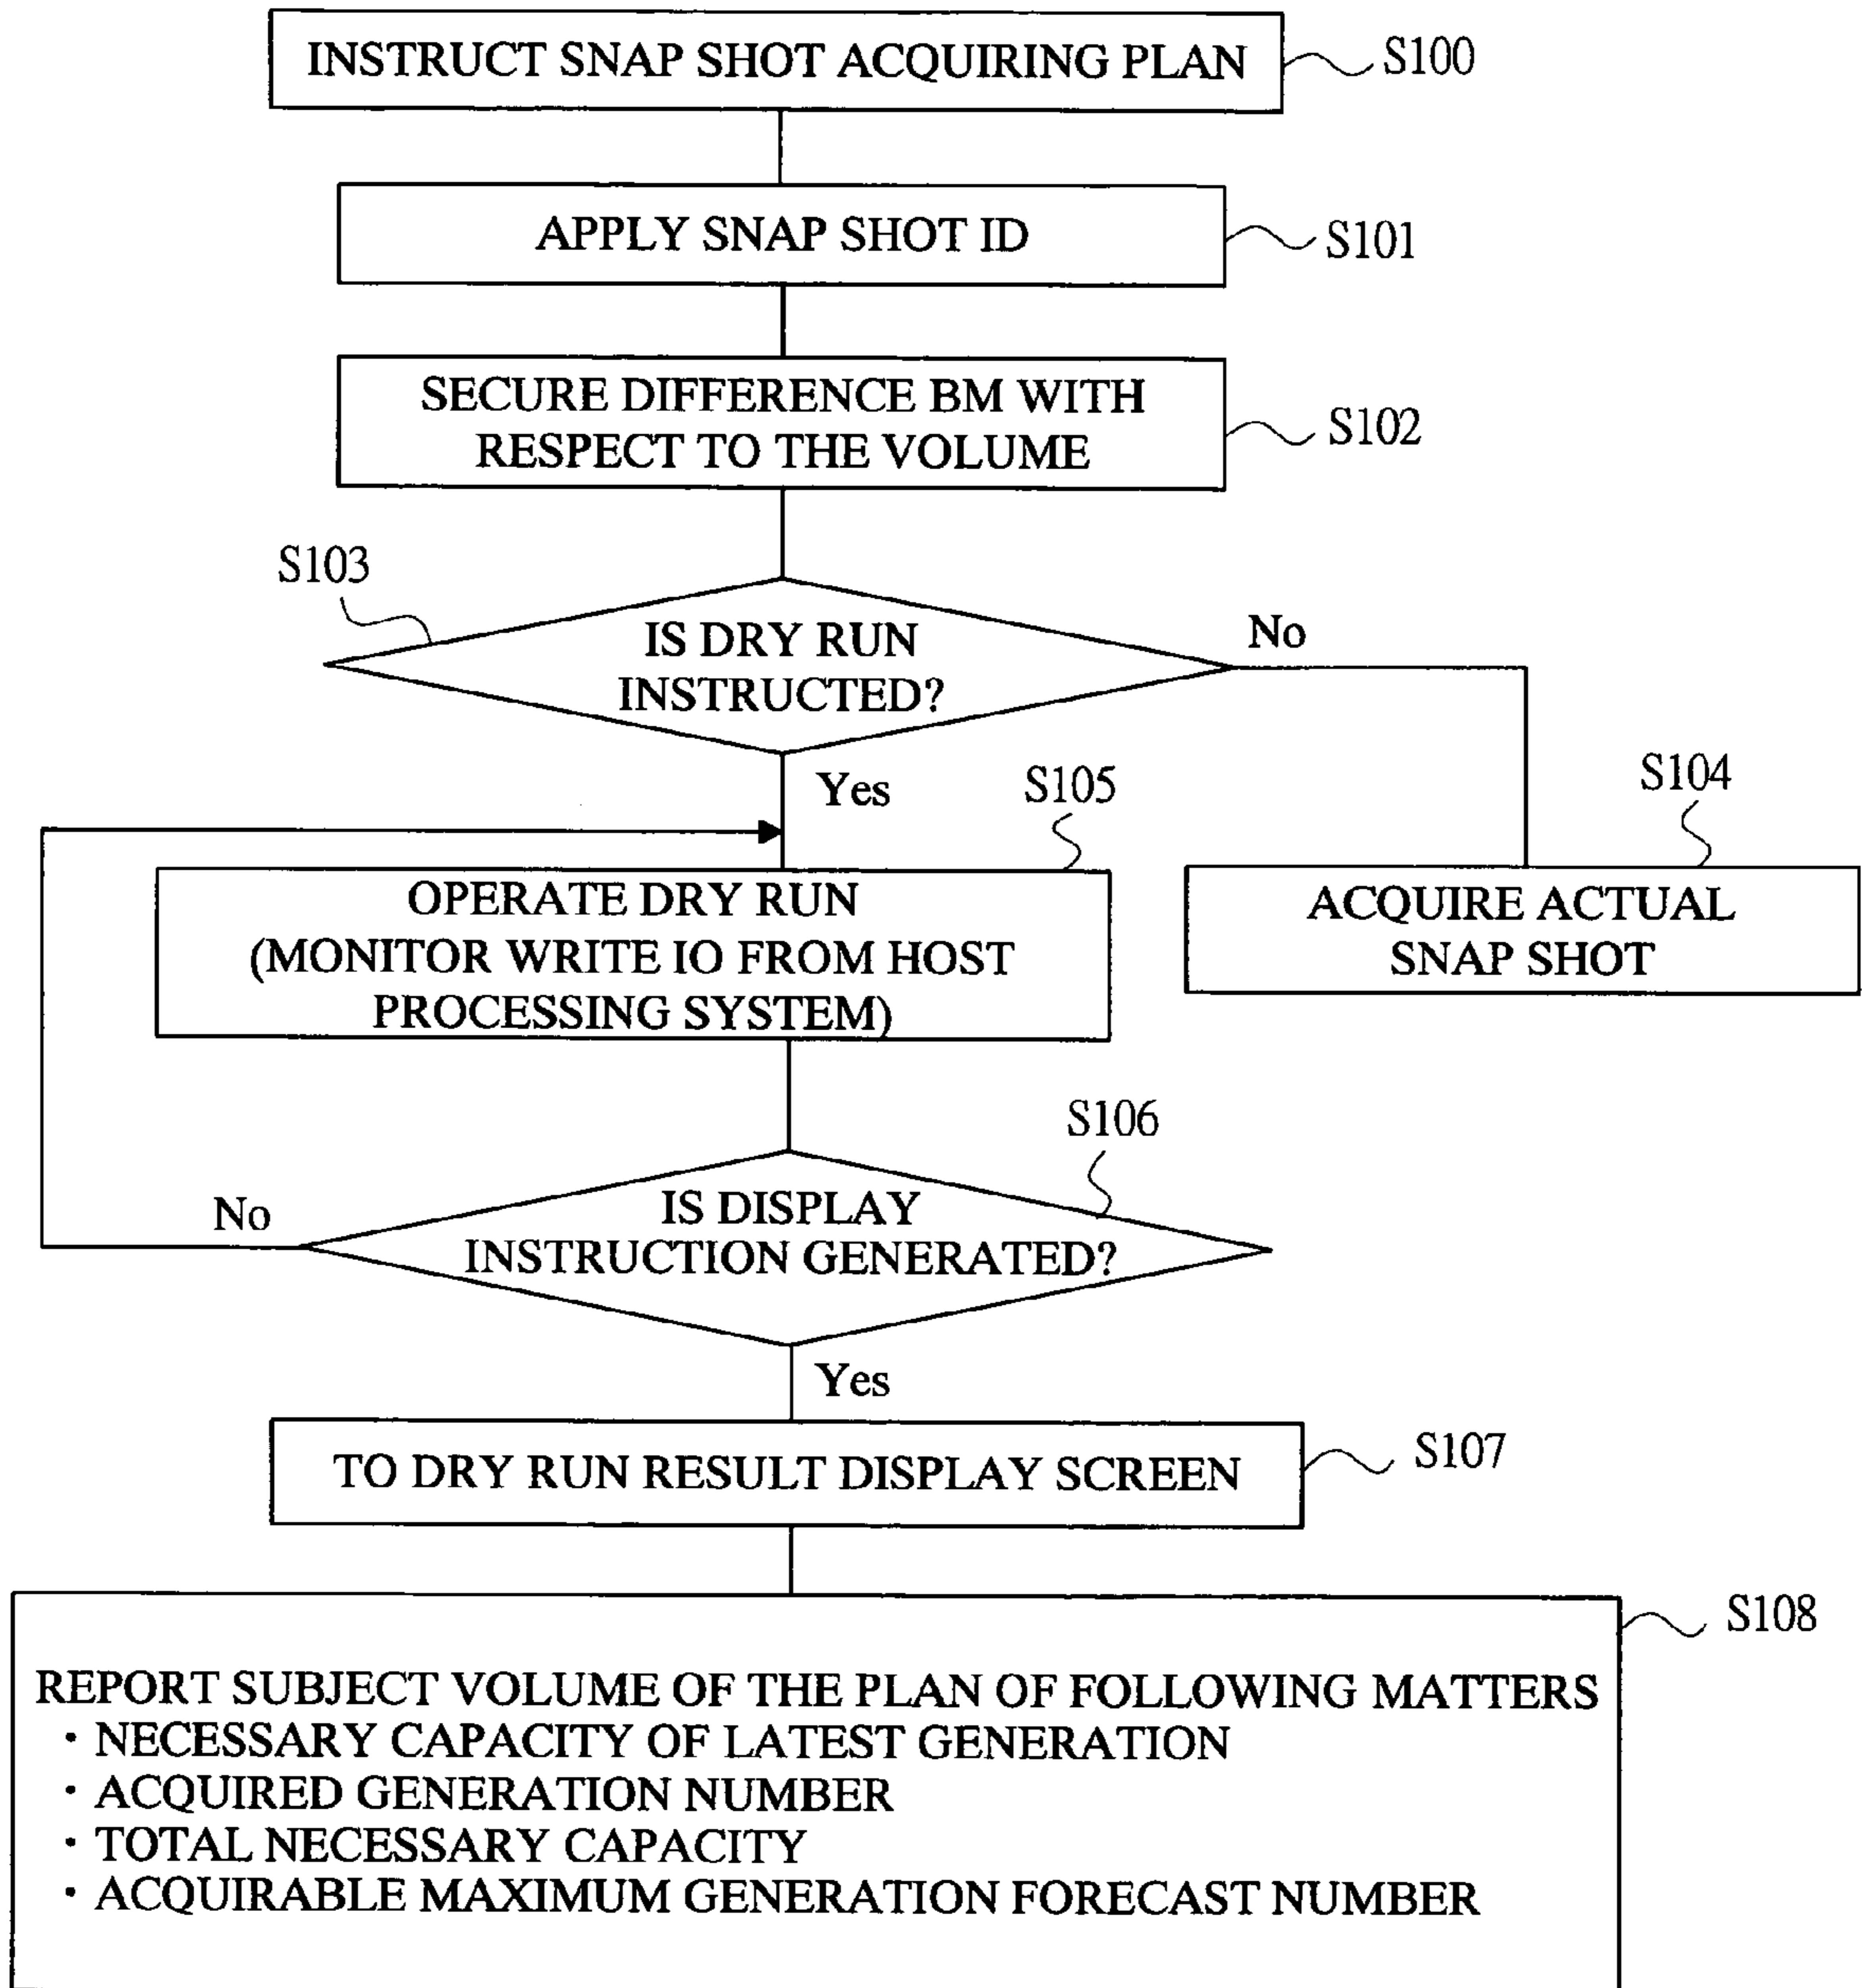 INSTRUCT SNAP SHOT ACQUIRING PLAN
S100
APPLY SNAP SHOT ID
S101
SECURE DIFFERENCE BM WITH
RESPECT TO THE VOLUME
S102
S103
IS DRY RUN
INSTRUCTED?
No
Yes
S105
S104
OPERATE DRY RUN
(MONITOR WRITE IO FROM HOST
PROCESSING SYSTEM)
ACQUIRE ACTUAL
SNAP SHOT
S106
IS DISPLAY
INSTRUCTION GENERATED?
No
Yes
TO DRY RUN RESULT DISPLAY SCREEN
S107
S108
REPORT SUBJECT VOLUME OF THE PLAN OF FOLLOWING MATTERS
・NECESSARY CAPACITY OF LATEST GENERATION
・ACQUIRED GENERATION NUMBER
・TOTAL NECESSARY CAPACITY
・ACQUIRABLE MAXIMUM GENERATION FORECAST NUMBER